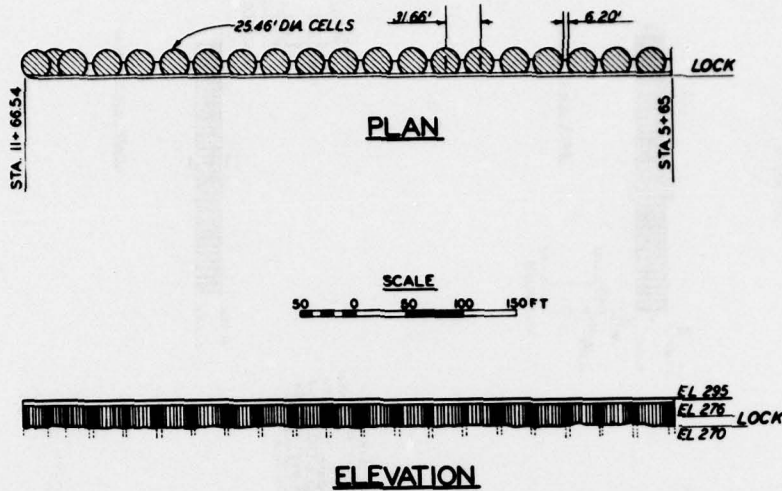 25.46' DIA CELLS
31.66'
6.20'
LOCK
PLAN
STA. 11+66.54
STA 5+65
SCALE
50 0 50 100 150 FT
EL 295
EL 276
LOCK
EL 270
ELEVATION